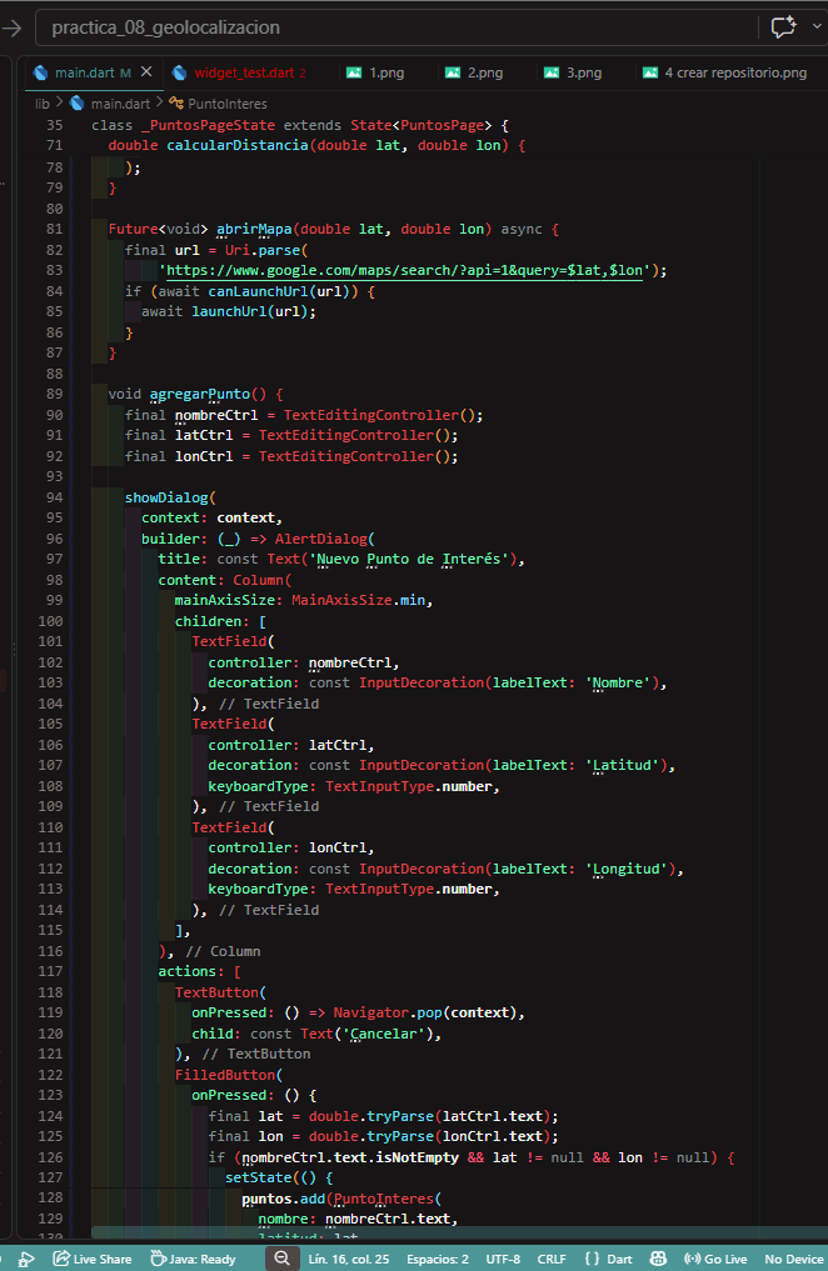 practica_08_geolocalizacion
main.dart M widget_test.dart 2 1.png 2.png 3.png 4 crear repositorio.png
lib > main.dart > PuntoInteres
35 class _PuntosPageState extends State<PuntosPage> {
71 double calcularDistancia(double lat, double lon) {
78 );
79 }
80
81 Future<void> abrirMapa(double lat, double lon) async {
82 final url = Uri.parse(
83 'https://www.google.com/maps/search/?api=1&query=$lat,$lon');
84 if (await canLaunchUrl(url)) {
85 await launchUrl(url);
86 }
87 }
88
89 void agregarPunto() {
90 final nombreCtrl = TextEditingController();
91 final latCtrl = TextEditingController();
92 final lonCtrl = TextEditingController();
93
94 showDialog(
95 context: context,
96 builder: (_) => AlertDialog(
97 title: const Text('Nuevo Punto de Interés'),
98 content: Column(
99 mainAxisSize: MainAxisSize.min,
100 children: [
101 TextField(
102 controller: nombreCtrl,
103 decoration: const InputDecoration(labelText: 'Nombre'),
104 ), // TextField
105 TextField(
106 controller: latCtrl,
107 decoration: const InputDecoration(labelText: 'Latitud'),
108 keyboardType: TextInputType.number,
109 ), // TextField
110 TextField(
111 controller: lonCtrl,
112 decoration: const InputDecoration(labelText: 'Longitud'),
113 keyboardType: TextInputType.number,
114 ), // TextField
115 ],
116 ), // Column
117 actions: [
118 TextButton(
119 onPressed: () => Navigator.pop(context),
120 child: const Text('Cancelar'),
121 ), // TextButton
122 FilledButton(
123 onPressed: () {
124 final lat = double.tryParse(latCtrl.text);
125 final lon = double.tryParse(lonCtrl.text);
126 if (nombreCtrl.text.isNotEmpty && lat != null && lon != null) {
127 setState(() {
128 puntos.add(PuntoInteres(
129 nombre: nombreCtrl.text,
130 latitud: lat,
Live Share Java: Ready Lín. 16, col. 25 Espacios: 2 UTF-8 CRLF {} Dart Go Live No Device